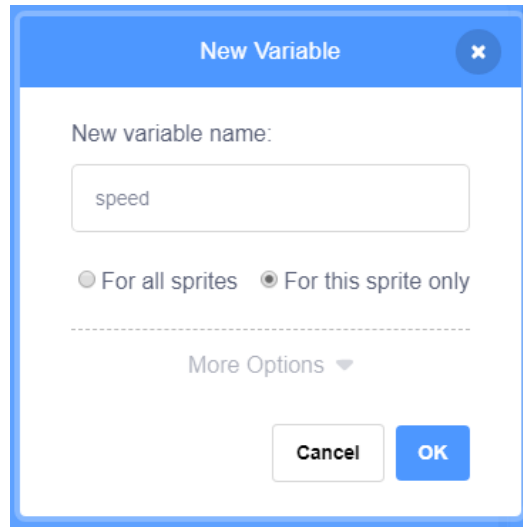 New Variable
New variable name:
speed
For all sprites For this sprite only
More Options
Cancel OK